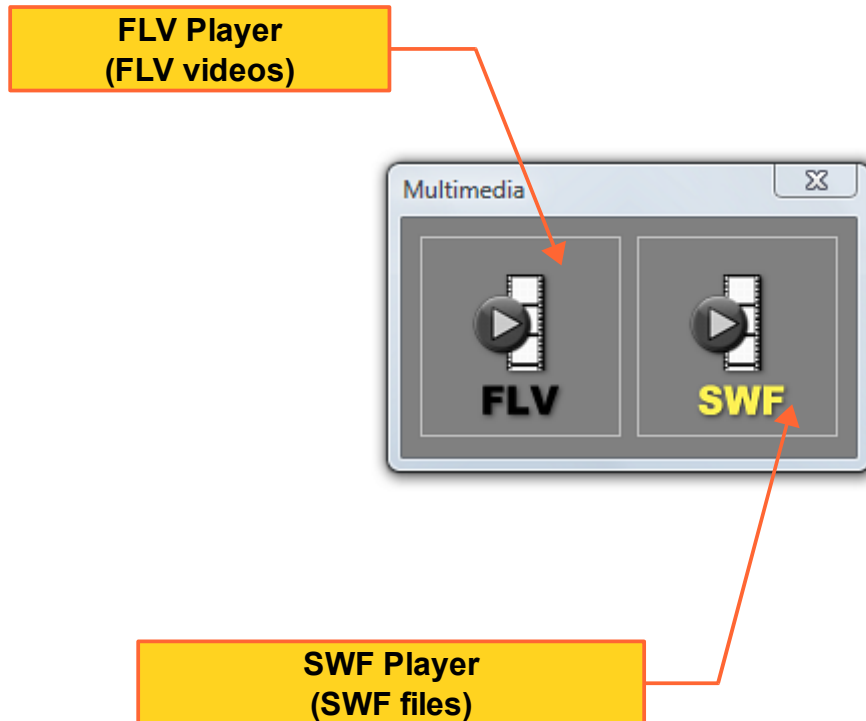 FLV Player
(FLV videos)
Multimedia
FLV
SWF
SWF Player
(SWF files)